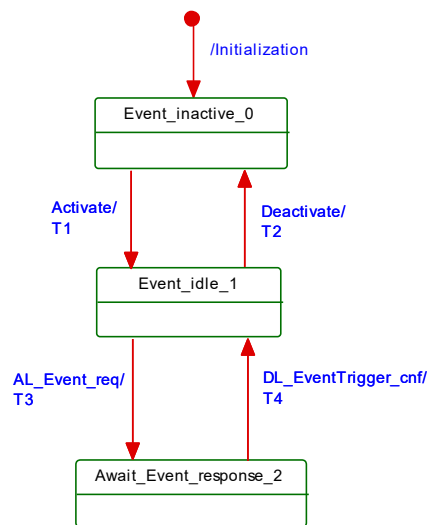 /Initialization
Event_inactive_0
Activate/
T1
Deactivate/
T2
Event_idle_1
AL_Event_req/
T3
DL_EventTrigger_cnf/
T4
Await_Event_response_2